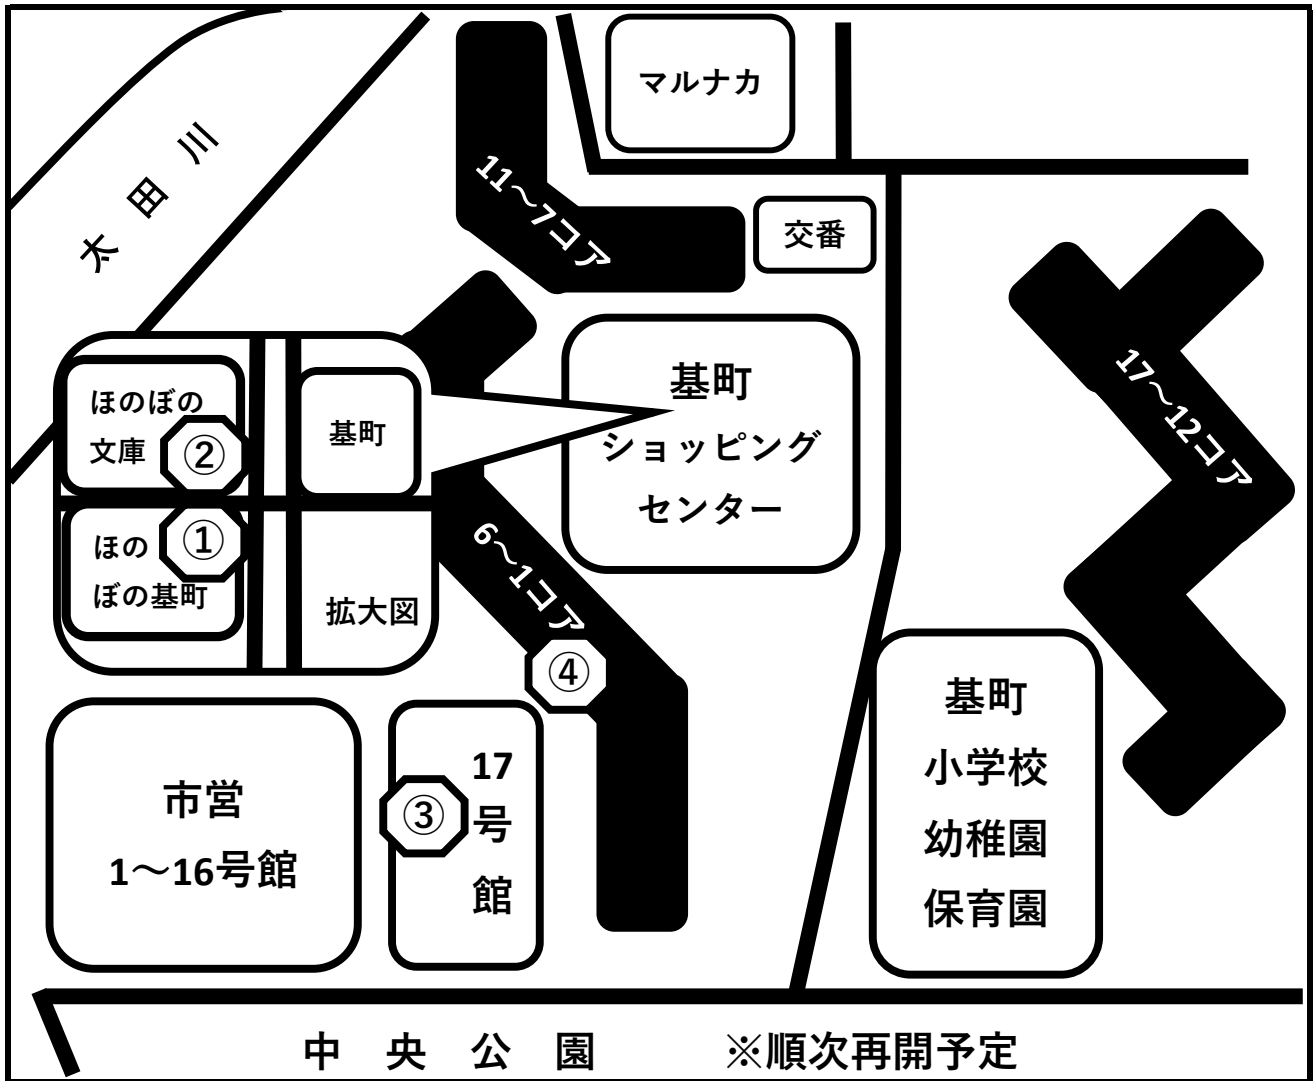 マルナカ
太田川
11～7コア
交番
17～12コア
ほのぼの
文庫
②
基町
基町
ショッピング
センター
①
ほの
ぼの基町
拡大図
6～1コア
④
市営
1～16号館
17
号
館
③
基町
小学校
幼稚園
保育園
中央公園
※順次再開予定